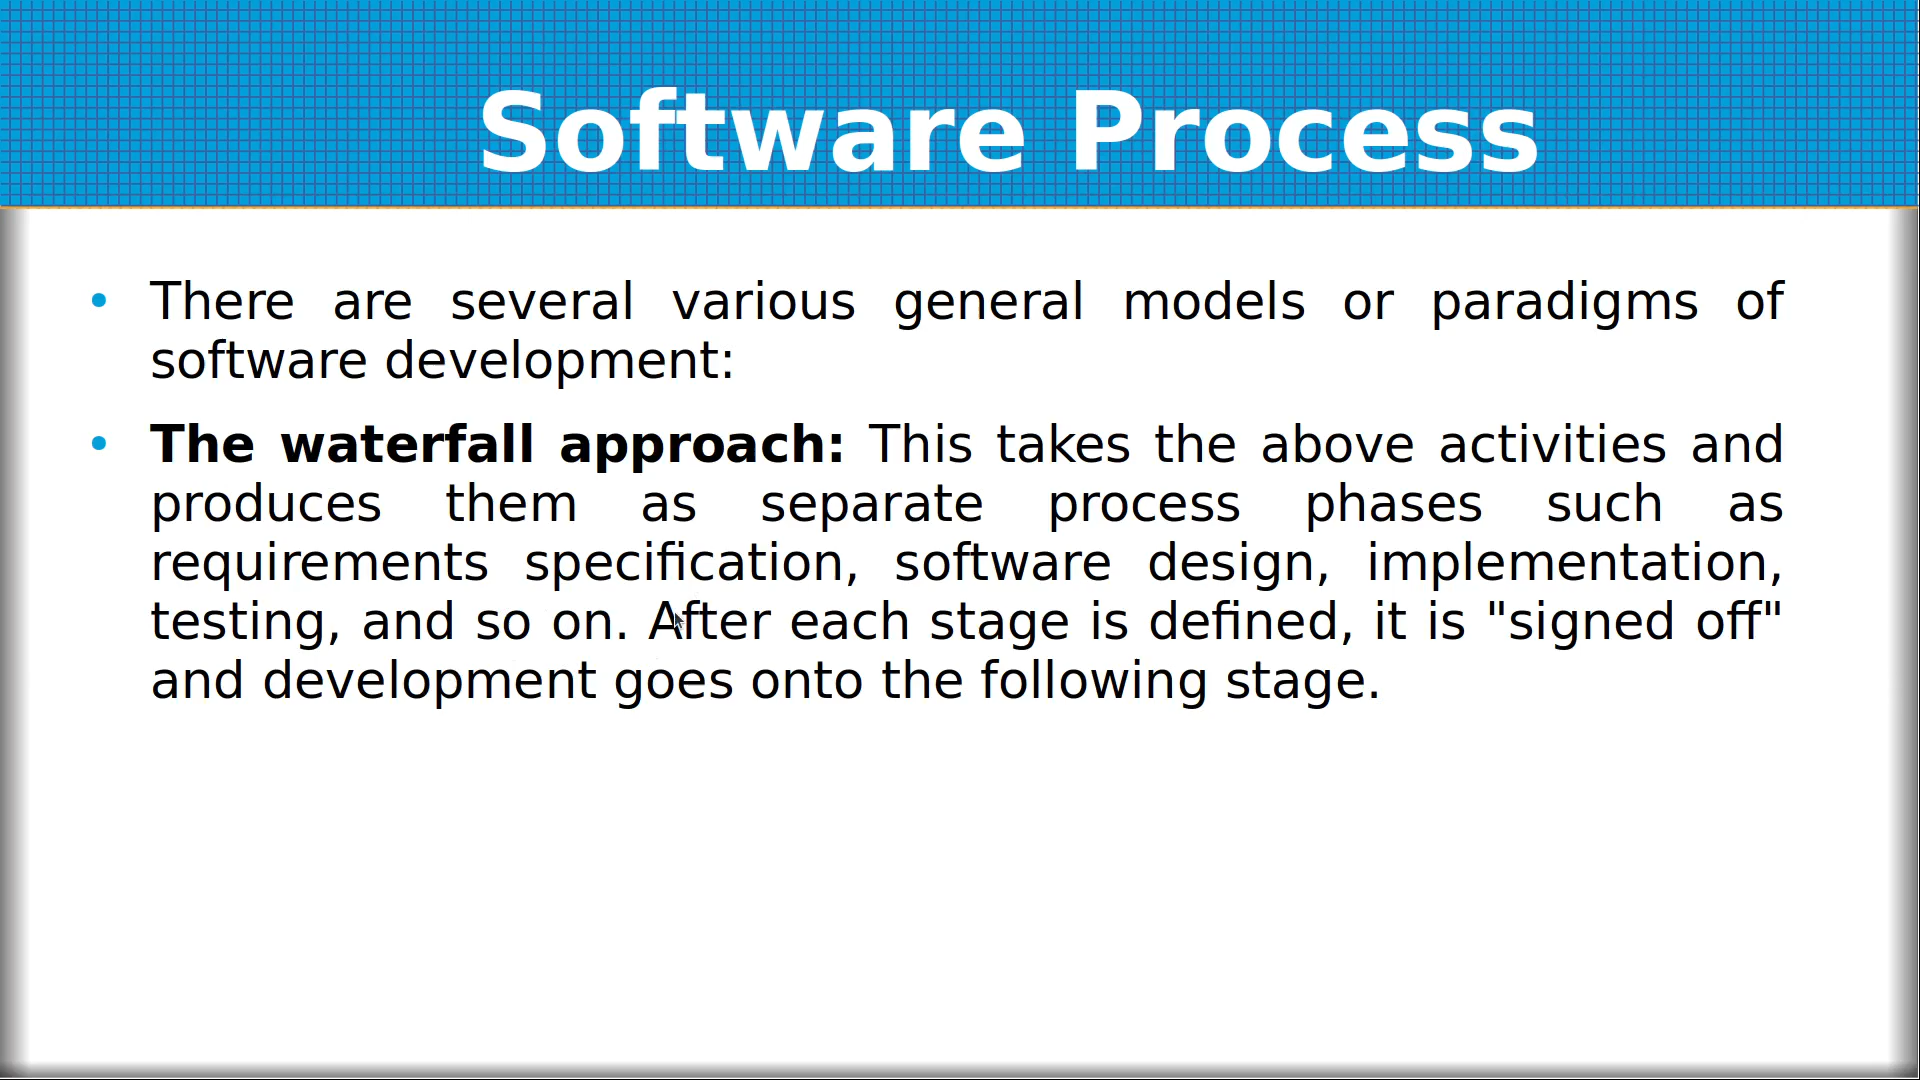 Software Process
• There are several various general models or paradigms of
software development:
• The waterfall approach: This takes the above activities and
produces them as separate process phases such as
requirements specification, software design, implementation,
testing, and so on. After each stage is defined, it is "signed off"
and development goes onto the following stage.